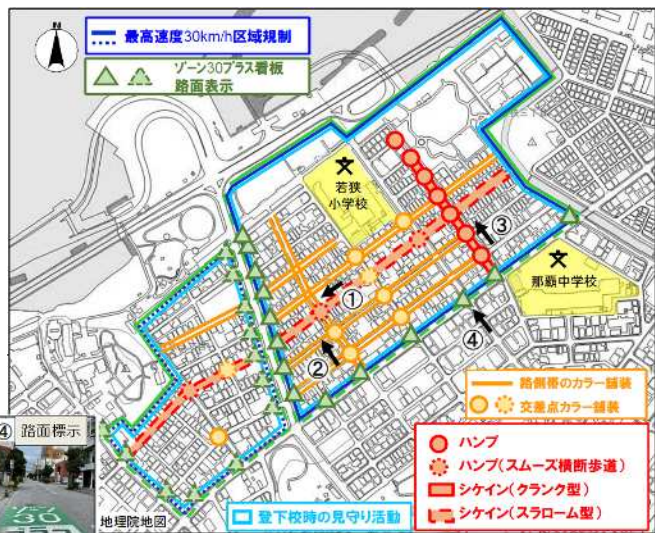 最高速度30km/h区域規制
ゾーン30プラス看板
路面表示
若狭
小学校
③
那覇中学校
①
②
④
路側帯のカラー舗装
交差点カラー舗装
ハンプ
ハンプ(スムーズ横断歩道)
シケイン(クランク型)
シケイン(スラローム型)
④ 路面標示
ゾーン
30
地理院地図
登下校時の見守り活動